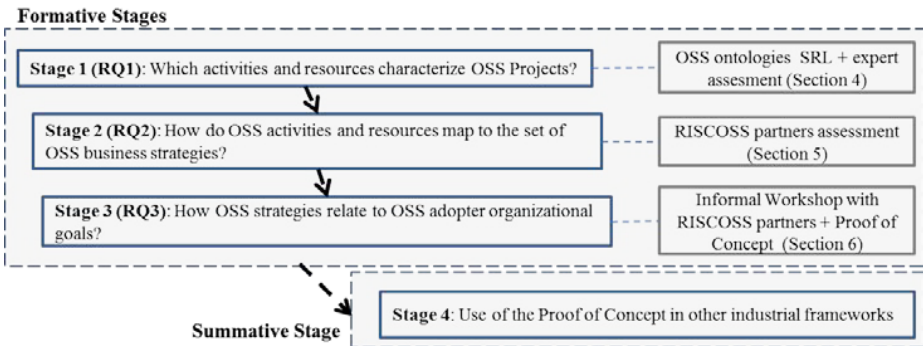 Formative Stages
Stage 1 (RQ1): Which activities and resources characterize OSS Projects?
OSS ontologies SRL + expert
assesment (Section 4)
Stage 2 (RQ2): How do OSS activities and resources map to the set of
OSS business strategies?
RISCOSS partners assessment
(Section 5)
Stage 3 (RQ3): How OSS strategies relate to OSS adopter organizational
goals?
Informal Workshop with
RISCOSS partners + Proof of
Concept (Section 6)
Stage 4: Use of the Proof of Concept in other industrial frameworks
Summative Stage